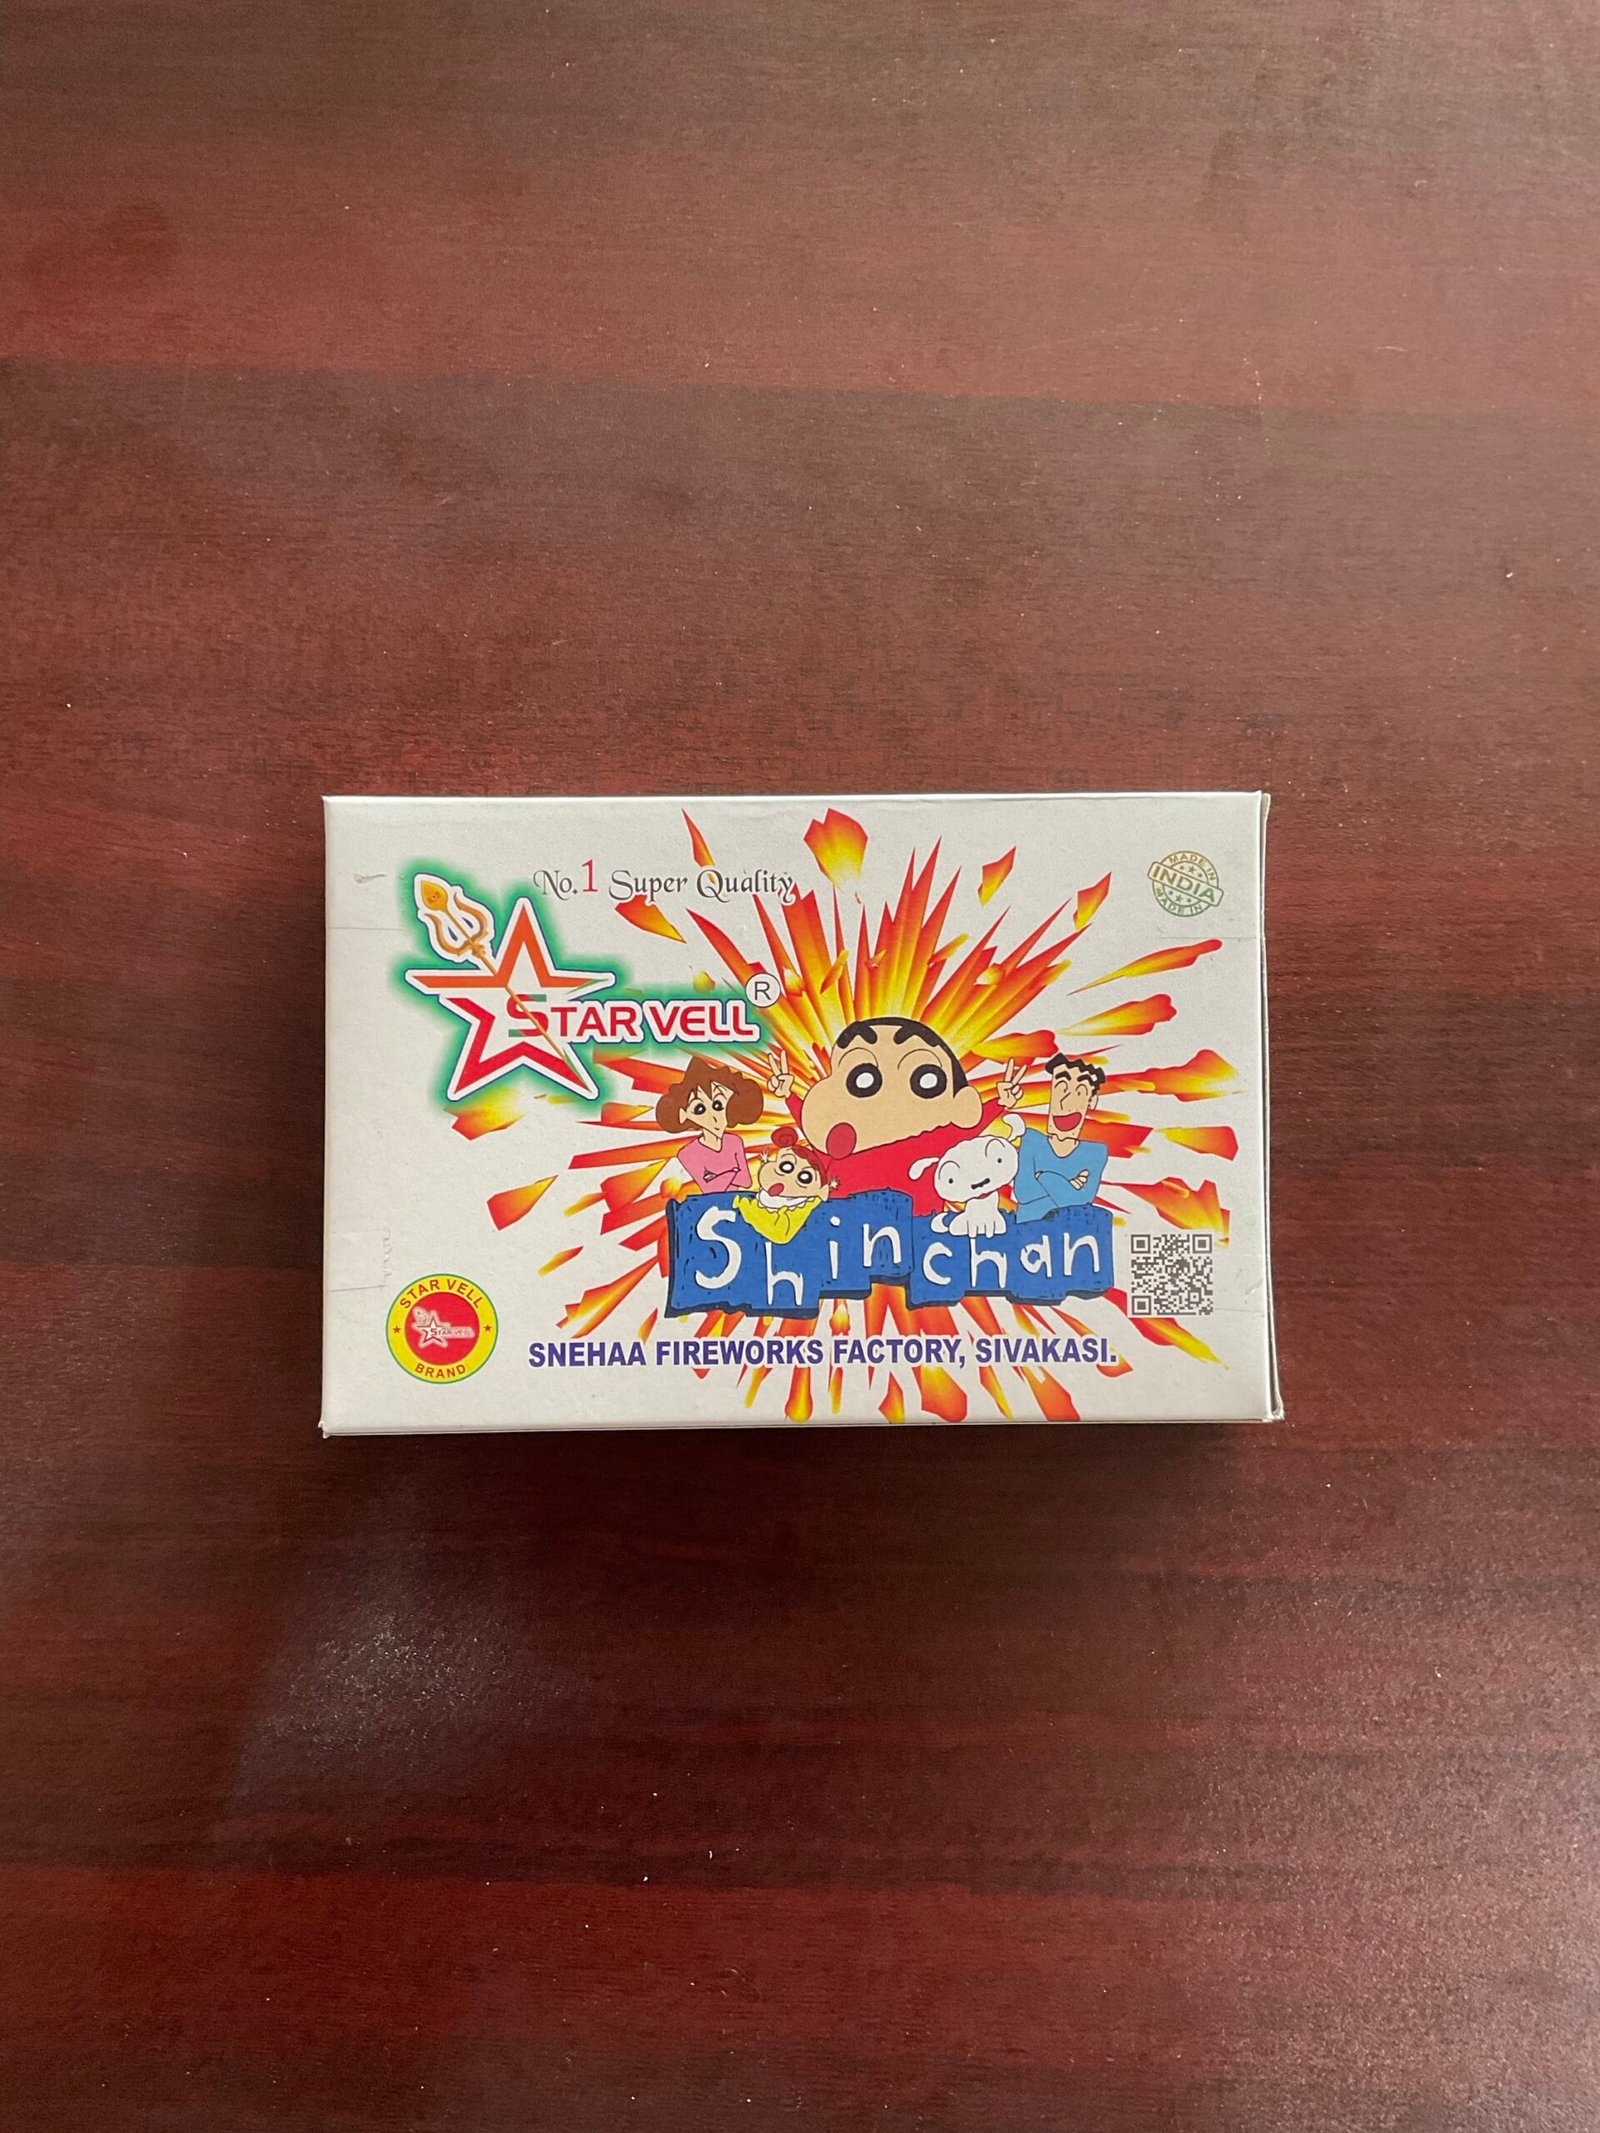 No.1 Super Quality
MADE IN
INDIA
MADE IN
STAR VELL
R
Shinchan
STAR VELL
STAR VELL
BRAND
SNEHAA FIREWORKS FACTORY, SIVAKASI.